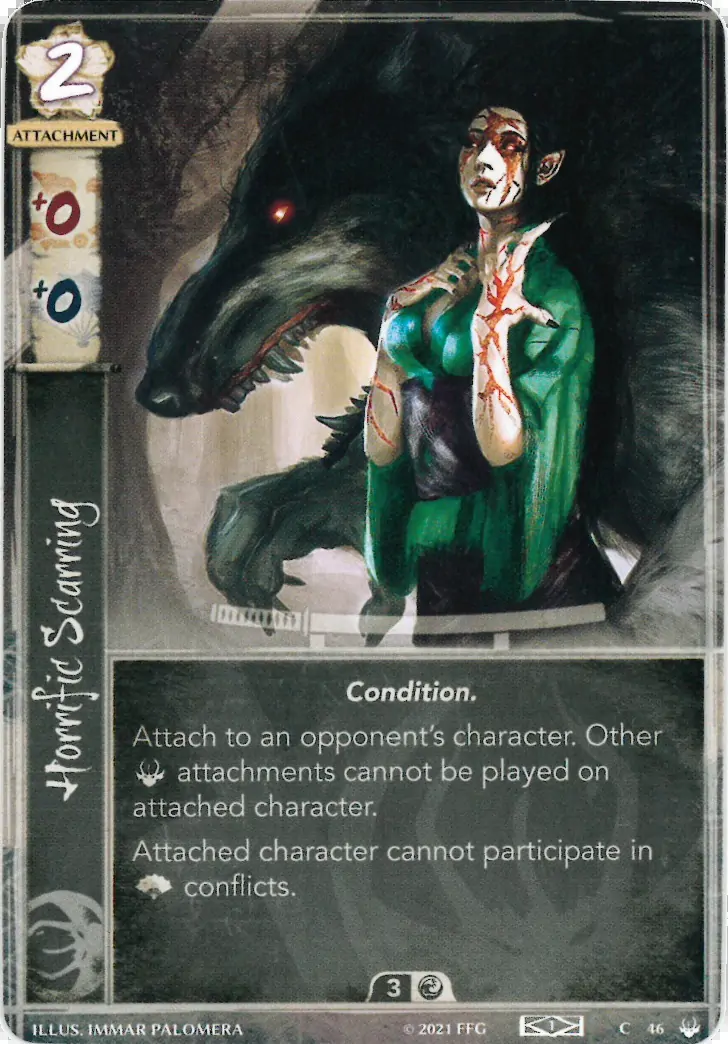 2
ATTACHMENT
+0
+0
Horrific Scarring
Condition.
Attach to an opponent's character. Other
attachments cannot be played on
attached character.
Attached character cannot participate in
conflicts.
3
ILLUS. IMMAR PALOMERA
© 2021 FFG
1
C 46